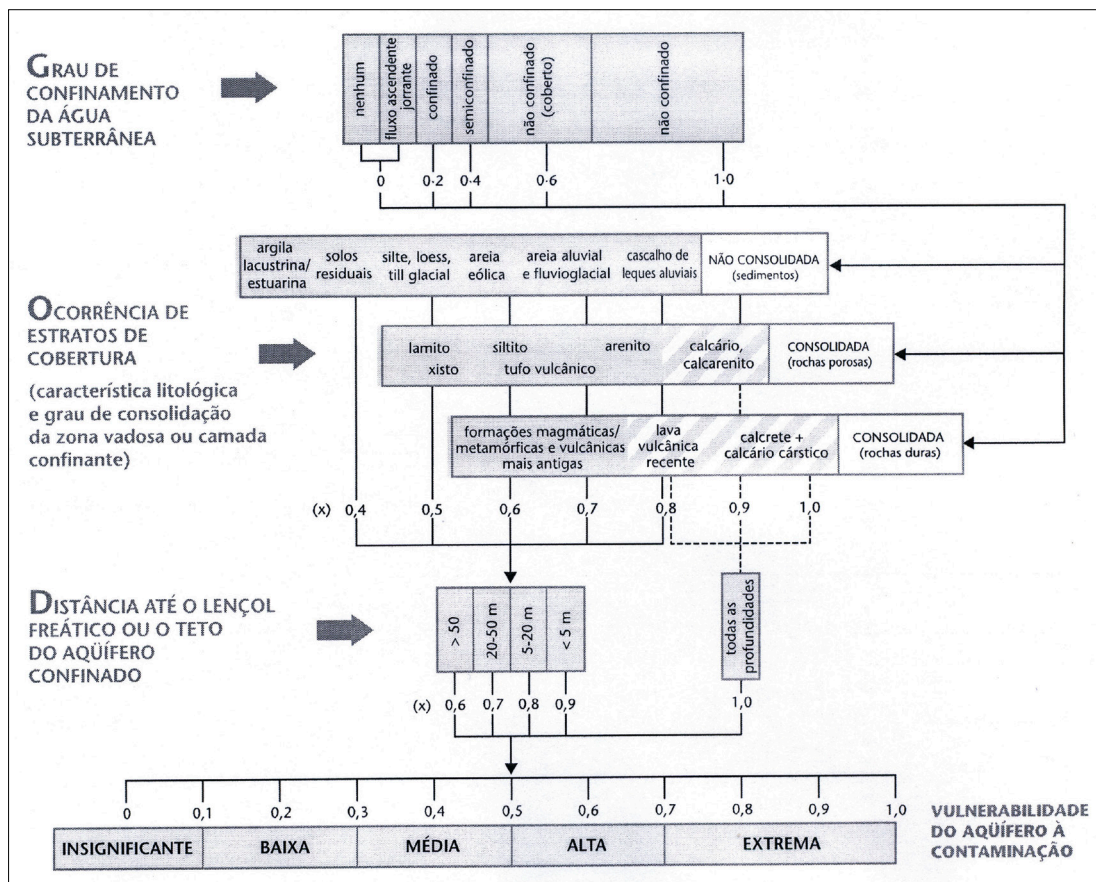 GRAU DE
CONFINAMENTO
DA ÁGUA
SUBTERRÂNEA
nenhum
fluxo ascendente
jorrante
confinado
semiconfinado
não confinado
(coberto)
não confinado
0
0·2
0·4
0·6
1·0
OCORRÊNCIA DE
ESTRATOS DE
COBERTURA
(característica litológica
e grau de consolidação
da zona vadosa ou camada
confinante)
argila
lacustrina/
estuarina
solos
residuais
silte, loess,
till glacial
areia
eólica
areia aluvial
e fluvioglacial
cascalho de
leques aluviais
NÃO CONSOLIDADA
(sedimentos)
lamito
xisto
siltito
tufo vulcânico
arenito
calcário,
calcarenito
CONSOLIDADA
(rochas porosas)
formações magmáticas/
metamórficas e vulcânicas
mais antigas
lava
vulcânica
recente
calcrete +
calcário cárstico
CONSOLIDADA
(rochas duras)
(x) 0,4 0,5 0,6 0,7 0,8 0,9 1,0
DISTÂNCIA ATÉ O LENÇOL
FREÁTICO OU O TETO
DO AQÜÍFERO
CONFINADO
> 50
20-50 m
5-20 m
< 5 m
todas as
profundidades
(x) 0,6 0,7 0,8 0,9 1,0
0 0,1 0,2 0,3 0,4 0,5 0,6 0,7 0,8 0,9 1,0
INSIGNIFICANTE BAIXA MÉDIA ALTA EXTREMA
VULNERABILIDADE
DO AQÜÍFERO À
CONTAMINAÇÃO